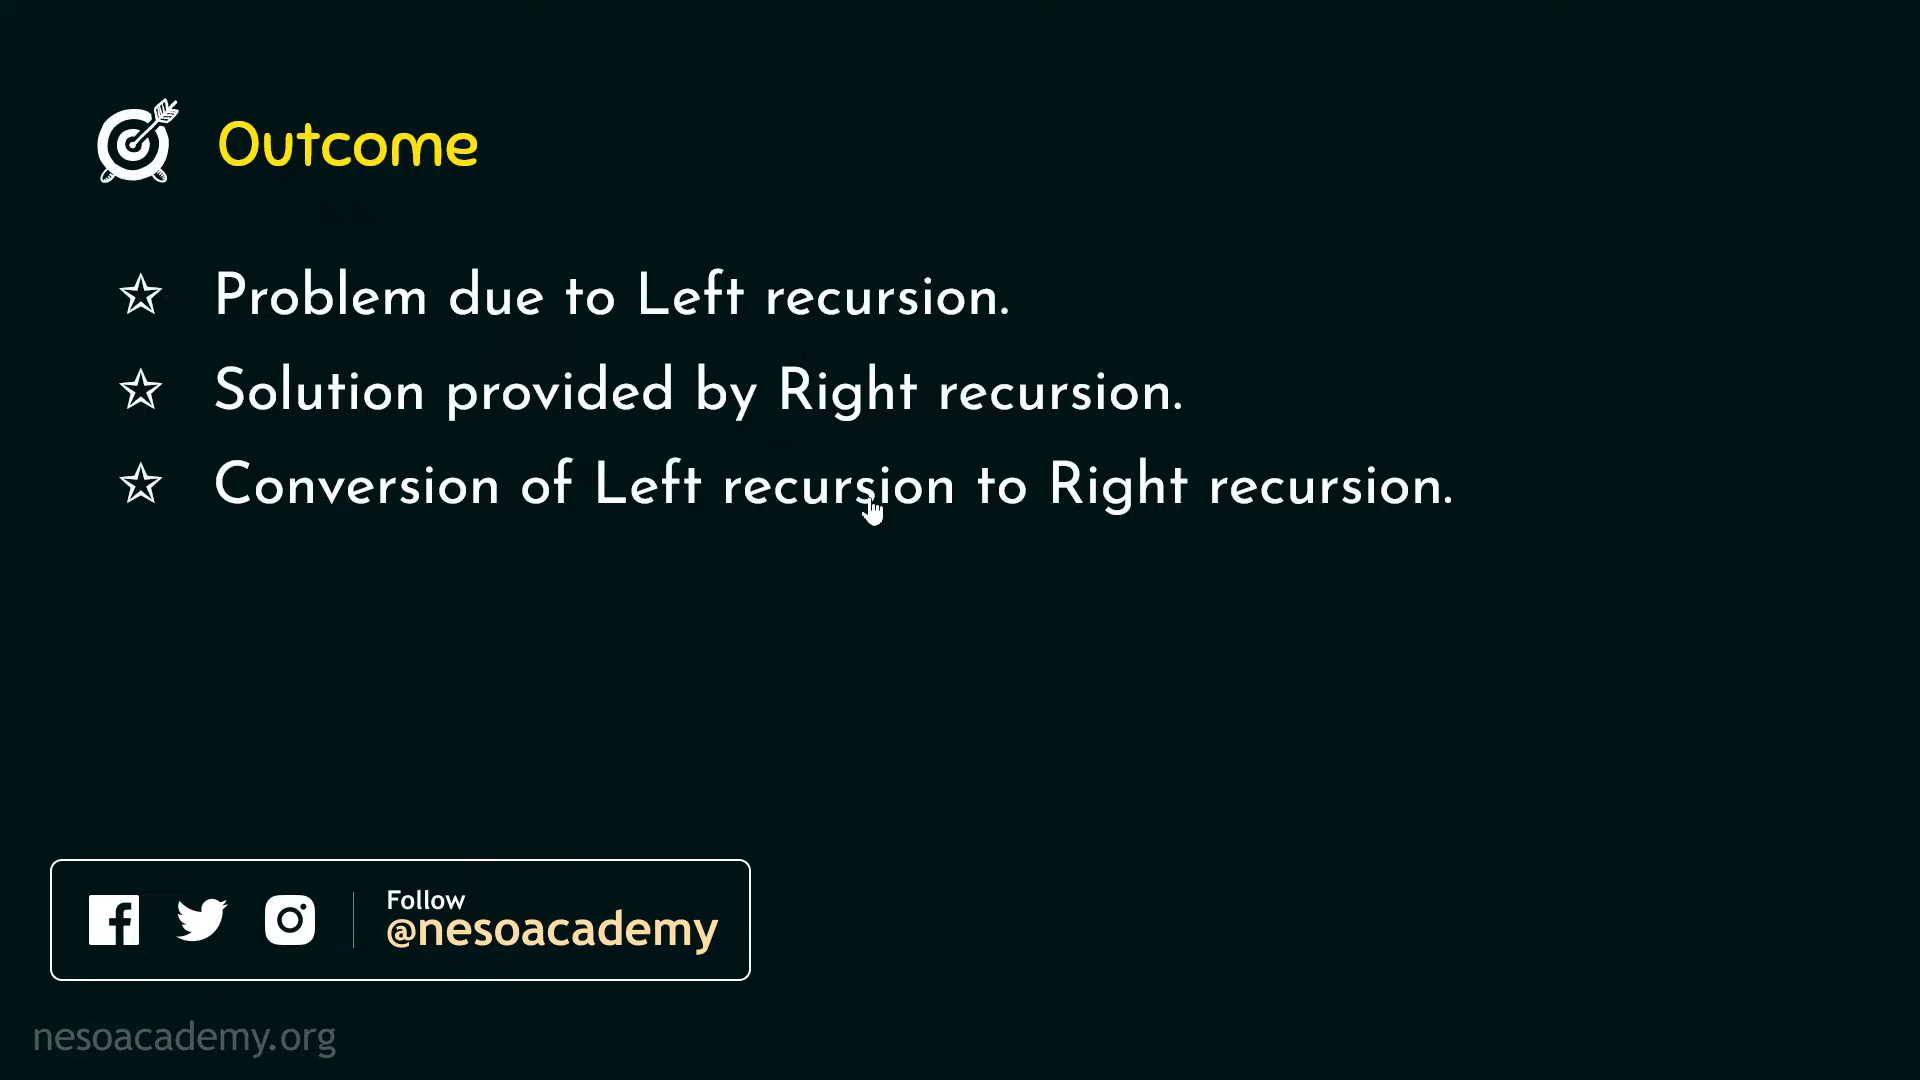 Outcome
☆ Problem due to Left recursion.
☆ Solution provided by Right recursion.
☆ Conversion of Left recursion to Right recursion.
Follow
@nesoacademy
nesoacademy.org